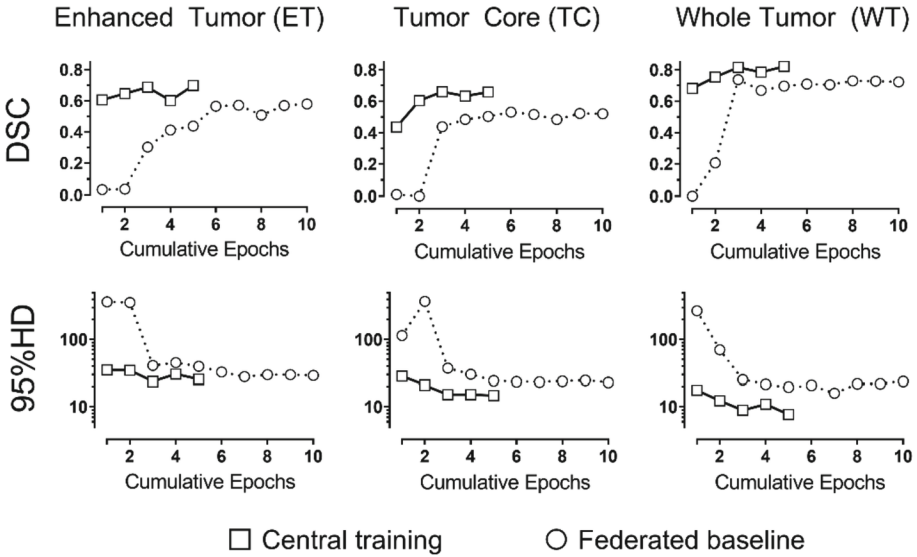 Enhanced Tumor (ET) Tumor Core (TC) Whole Tumor (WT)
DSC
0.8 0.6 0.4 0.2 0.0
2 4 6 8 10
Cumulative Epochs
0.8 0.6 0.4 0.2 0.0
2 4 6 8 10
Cumulative Epochs
0.8 0.6 0.4 0.2 0.0
2 4 6 8 10
Cumulative Epochs
95%HD
100 10
2 4 6 8 10
Cumulative Epochs
100 10
2 4 6 8 10
Cumulative Epochs
100 10
2 4 6 8 10
Cumulative Epochs
Central training Federated baseline